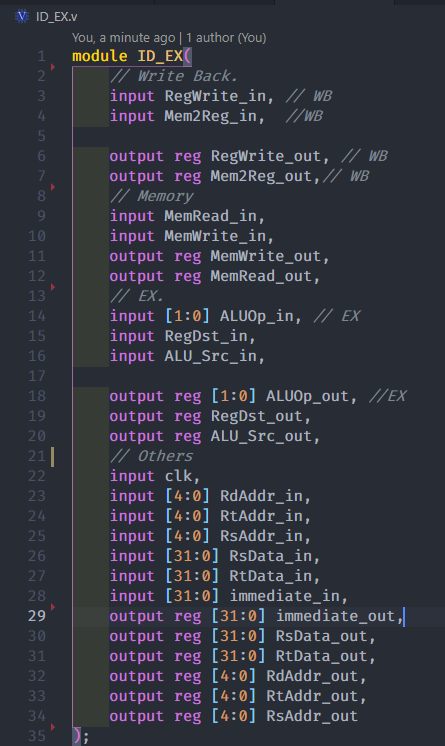 ID_EX.v
You, a minute ago | 1 author (You)
1 module ID_EX(
2 // Write Back.
3 input RegWrite_in, // WB
4 input Mem2Reg_in, //WB
5
6 output reg RegWrite_out, // WB
7 output reg Mem2Reg_out,// WB
8 // Memory
9 input MemRead_in,
10 input MemWrite_in,
11 output reg MemWrite_out,
12 output reg MemRead_out,
13 // EX.
14 input [1:0] ALUOp_in, // EX
15 input RegDst_in,
16 input ALU_Src_in,
17
18 output reg [1:0] ALUOp_out, //EX
19 output reg RegDst_out,
20 output reg ALU_Src_out,
21 // Others
22 input clk,
23 input [4:0] RdAddr_in,
24 input [4:0] RtAddr_in,
25 input [4:0] RsAddr_in,
26 input [31:0] RsData_in,
27 input [31:0] RtData_in,
28 input [31:0] immediate_in,
29 output reg [31:0] immediate_out,
30 output reg [31:0] RsData_out,
31 output reg [31:0] RtData_out,
32 output reg [4:0] RdAddr_out,
33 output reg [4:0] RtAddr_out,
34 output reg [4:0] RsAddr_out
35 );